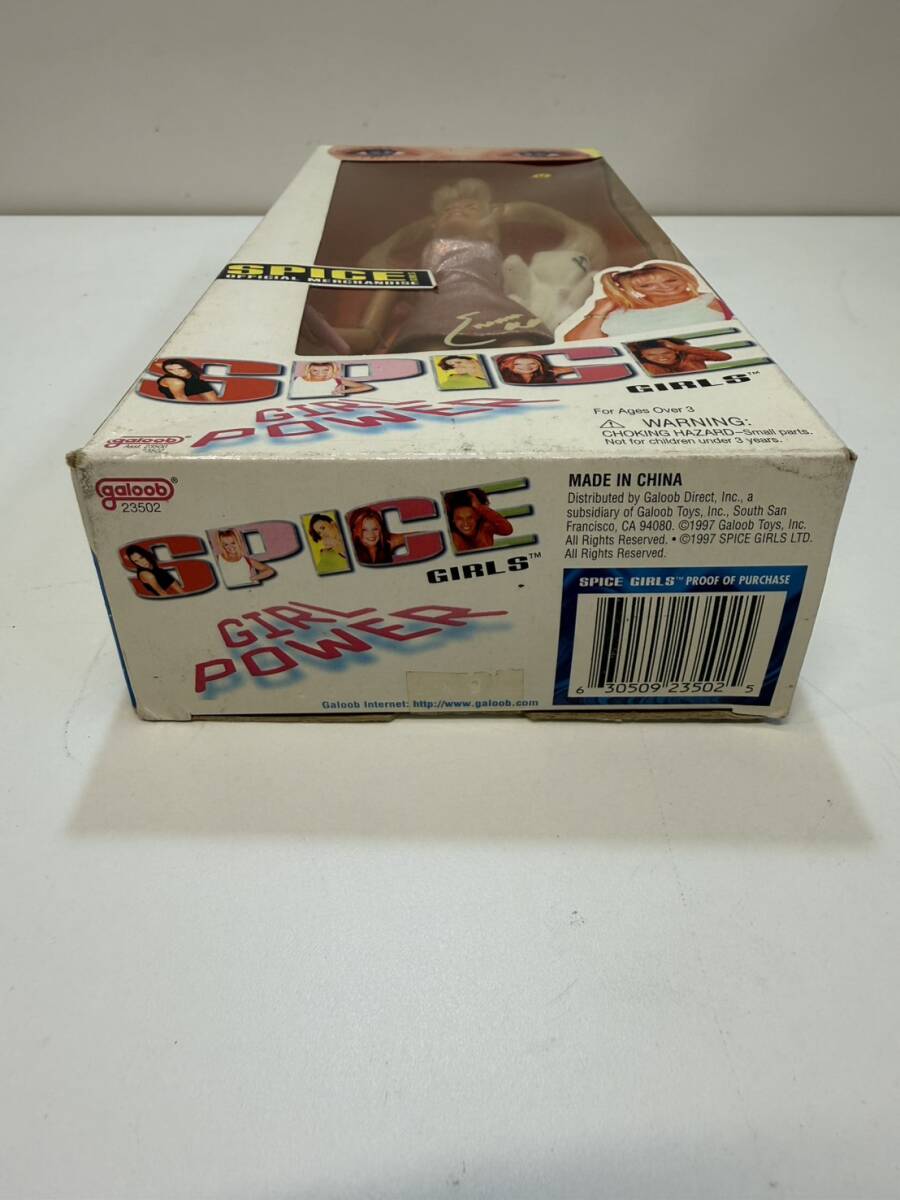 SPICE
OFFICIAL MERCHANDISE
SPICE
GIRLS™
GIRL
POWER
For Ages Over 3
⚠ WARNING:
CHOKING HAZARD–Small parts.
Not for children under 3 years.
galoob®
galoob®
23502
SPICE
GIRLS™
GIRL
POWER
Galoob Internet: http://www.galoob.com
MADE IN CHINA
Distributed by Galoob Direct, Inc., a
subsidiary of Galoob Toys, Inc., South San
Francisco, CA 94080. ©1997 Galoob Toys, Inc.
All Rights Reserved. • ©1997 SPICE GIRLS LTD.
All Rights Reserved.
SPICE GIRLS™ PROOF OF PURCHASE
6 30509 23502 5